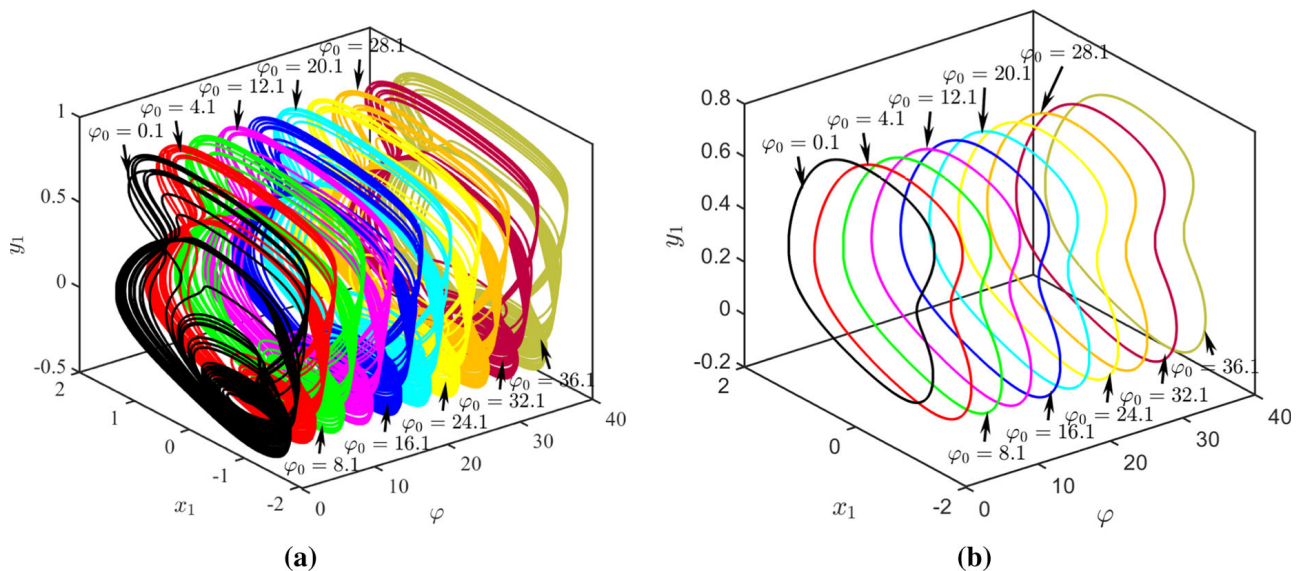 φ₀ = 28.1
φ₀ = 20.1
φ₀ = 12.1
φ₀ = 4.1
φ₀ = 0.1
1
0.5
0
-0.5
y₁
2
1
0
-1
-2
x₁
0
10
20
30
40
φ
φ₀ = 8.1
φ₀ = 16.1
φ₀ = 24.1
φ₀ = 32.1
φ₀ = 36.1
(a)
φ₀ = 28.1
φ₀ = 20.1
φ₀ = 12.1
φ₀ = 4.1
φ₀ = 0.1
0.8
0.6
0.4
0.2
0
-0.2
y₁
2
0
-2
x₁
0
10
20
30
40
φ
φ₀ = 8.1
φ₀ = 16.1
φ₀ = 24.1
φ₀ = 32.1
φ₀ = 36.1
(b)